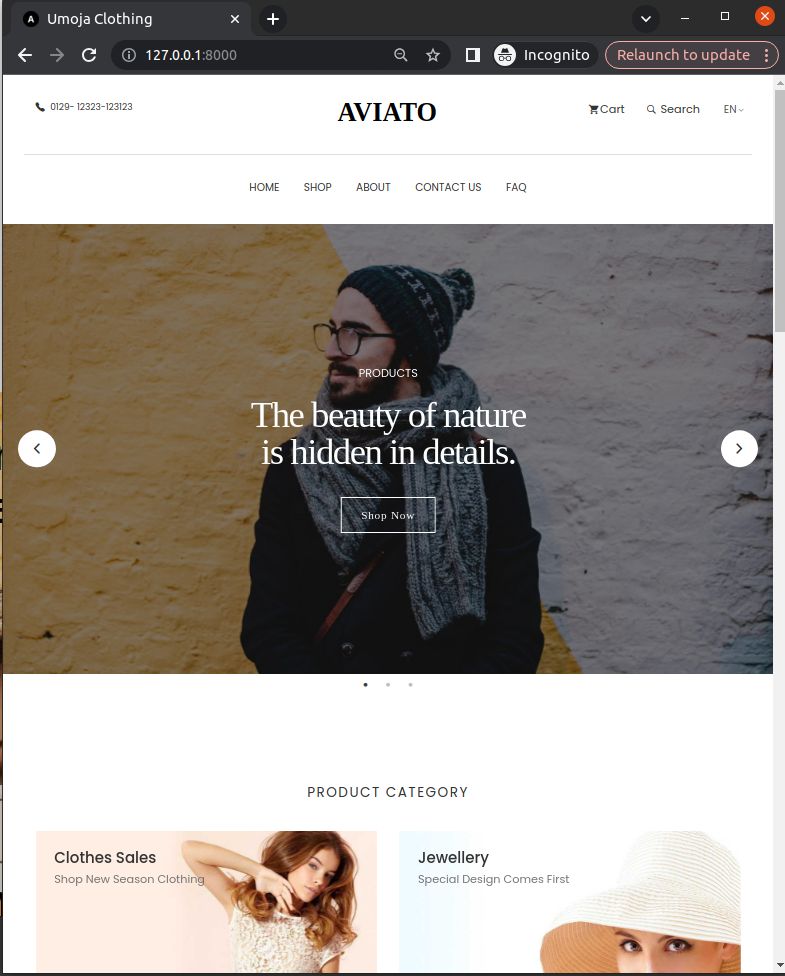 Umoja Clothing
127.0.0.1:8000
Incognito
Relaunch to update
0129- 12323-123123
AVIATO
Cart
Search
EN
HOME
SHOP
ABOUT
CONTACT US
FAQ
PRODUCTS
The beauty of nature
is hidden in details.
Shop Now
PRODUCT CATEGORY
Clothes Sales
Shop New Season Clothing
Jewellery
Special Design Comes First